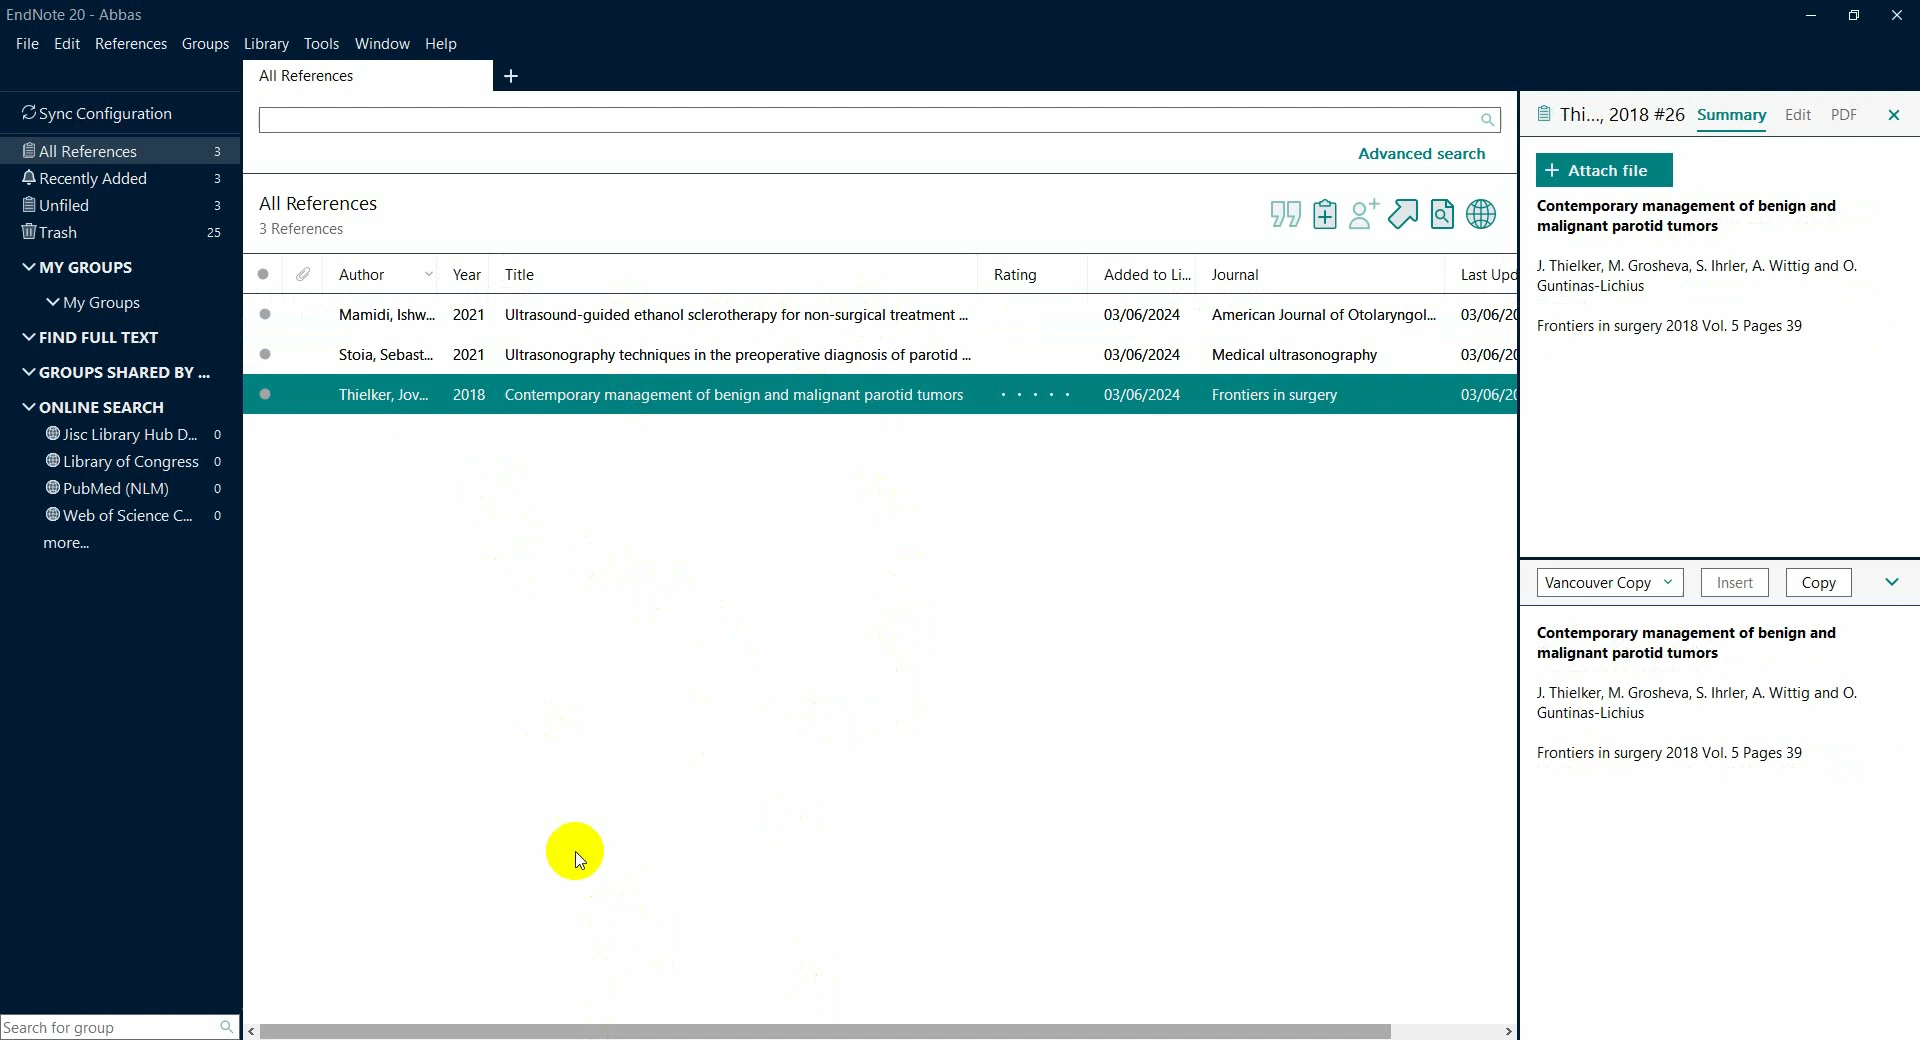 EndNote 20 - Abbas
File Edit References Groups Library Tools Window Help
All References
Sync Configuration
All References 3
Recently Added 3
Unfiled 3
Trash 25
MY GROUPS
My Groups
FIND FULL TEXT
GROUPS SHARED BY ...
ONLINE SEARCH
Jisc Library Hub D... 0
Library of Congress 0
PubMed (NLM) 0
Web of Science C... 0
more...
Search for group
Advanced search
All References
3 References
Author Year Title Rating Added to Li... Journal Last Upd
Mamidi, Ishw... 2021 Ultrasound-guided ethanol sclerotherapy for non-surgical treatment ... 03/06/2024 American Journal of Otolaryngol... 03/06/20
Stoia, Sebast... 2021 Ultrasonography techniques in the preoperative diagnosis of parotid ... 03/06/2024 Medical ultrasonography 03/06/20
Thielker, Jov... 2018 Contemporary management of benign and malignant parotid tumors 03/06/2024 Frontiers in surgery 03/06/20
Thi..., 2018 #26 Summary Edit PDF
+ Attach file
Contemporary management of benign and
malignant parotid tumors
J. Thielker, M. Grosheva, S. Ihrler, A. Wittig and O.
Guntinas-Lichius
Frontiers in surgery 2018 Vol. 5 Pages 39
Vancouver Copy Insert Copy
Contemporary management of benign and
malignant parotid tumors
J. Thielker, M. Grosheva, S. Ihrler, A. Wittig and O.
Guntinas-Lichius
Frontiers in surgery 2018 Vol. 5 Pages 39